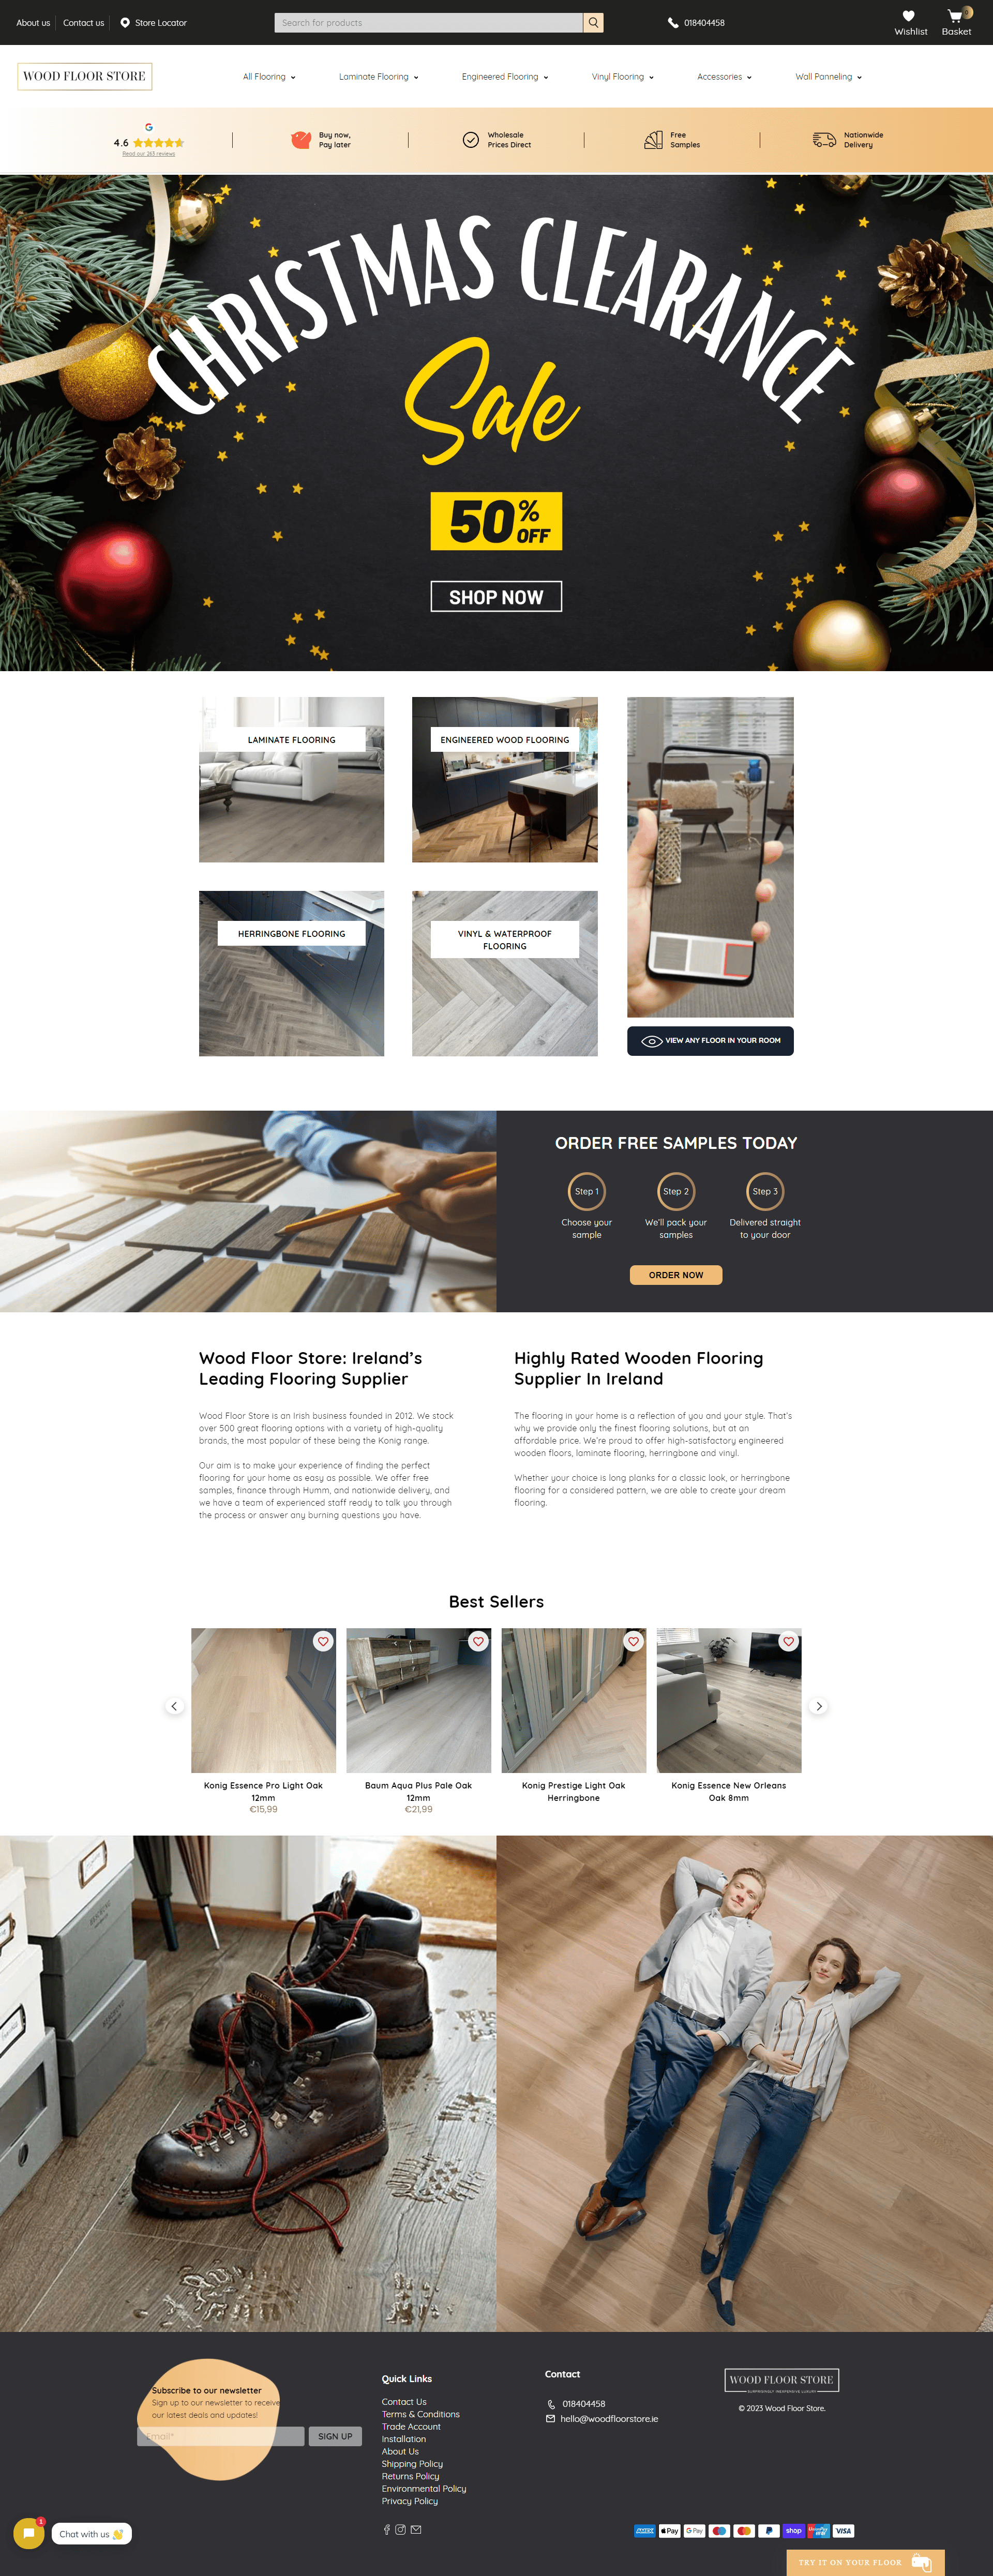 About us
Contact us
Store Locator
Search for products
018404458
Wishlist
Basket
0
WOOD FLOOR STORE
All Flooring
Laminate Flooring
Engineered Flooring
Vinyl Flooring
Accessories
Wall Panneling
4.6
Read our 263 reviews
Buy now,
Pay later
Wholesale
Prices Direct
Free
Samples
Nationwide
Delivery
CHRISTMAS CLEARANCE
Sale
50% OFF
SHOP NOW
LAMINATE FLOORING
ENGINEERED WOOD FLOORING
HERRINGBONE FLOORING
VINYL & WATERPROOF
FLOORING
VIEW ANY FLOOR IN YOUR ROOM
ORDER FREE SAMPLES TODAY
Step 1
Step 2
Step 3
Choose your
sample
We'll pack your
samples
Delivered straight
to your door
ORDER NOW
Wood Floor Store: Ireland's
Leading Flooring Supplier
Wood Floor Store is an Irish business founded in 2012. We stock
over 500 great flooring options with a variety of high-quality
brands, the most popular of these being the Konig range.
Our aim is to make your experience of finding the perfect
flooring for your home as easy as possible. We offer free
samples, finance through Humm, and nationwide delivery, and
we have a team of experienced staff ready to talk you through
the process or answer any burning questions you have.
Highly Rated Wooden Flooring
Supplier In Ireland
The flooring in your home is a reflection of you and your style. That's
why we provide only the finest flooring solutions, but at an
affordable price. We're proud to offer high-satisfactory engineered
wooden floors, laminate flooring, herringbone and vinyl.
Whether your choice is long planks for a classic look, or herringbone
flooring for a considered pattern, we are able to create your dream
flooring.
Best Sellers
Konig Essence Pro Light Oak
12mm
€15,99
Baum Aqua Plus Pale Oak
12mm
€21,99
Konig Prestige Light Oak
Herringbone
Konig Essence New Orleans
Oak 8mm
Subscribe to our newsletter
Sign up to our newsletter to receive
our latest deals and updates!
Email*
SIGN UP
Quick Links
Contact Us
Terms & Conditions
Trade Account
Installation
About Us
Shipping Policy
Returns Policy
Environmental Policy
Privacy Policy
Contact
018404458
hello@woodfloorstore.ie
WOOD FLOOR STORE
SURPRISINGLY INEXPENSIVE LUXURY
© 2023 Wood Floor Store.
1
Chat with us
Pay
G Pay
PayPal
shop
VISA
TRY IT ON YOUR FLOOR